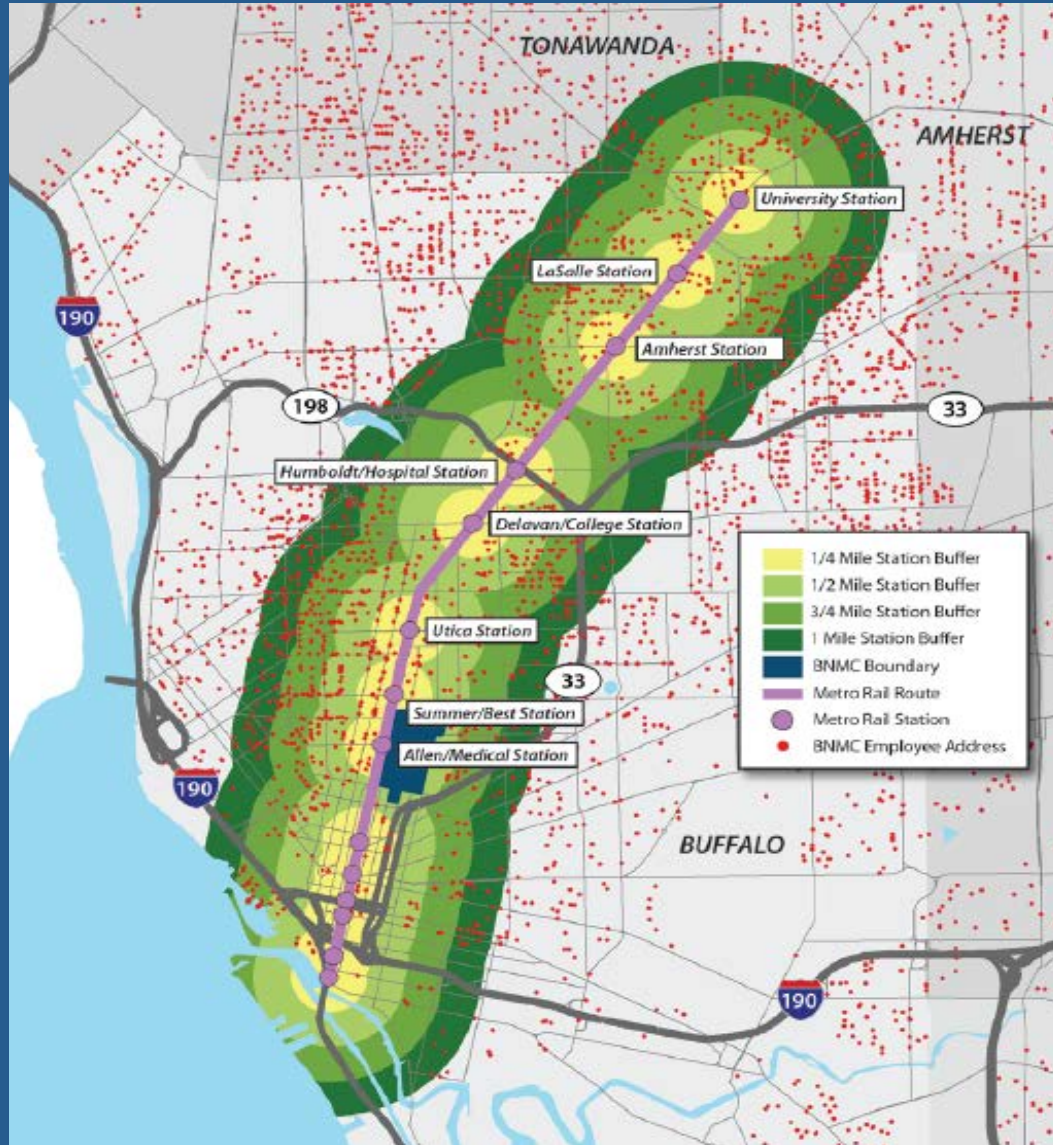 TONAWANDA
AMHERST
University Station
LaSalle Station
190
Amherst Station
198
33
Humboldt/Hospital Station
Delavan/College Station
1/4 Mile Station Buffer
1/2 Mile Station Buffer
3/4 Mile Station Buffer
1 Mile Station Buffer
BNMC Boundary
Metro Rail Route
Metro Rail Station
BNMC Employee Address
Utica Station
33
Summer/Best Station
Allen/Medical Station
190
BUFFALO
190